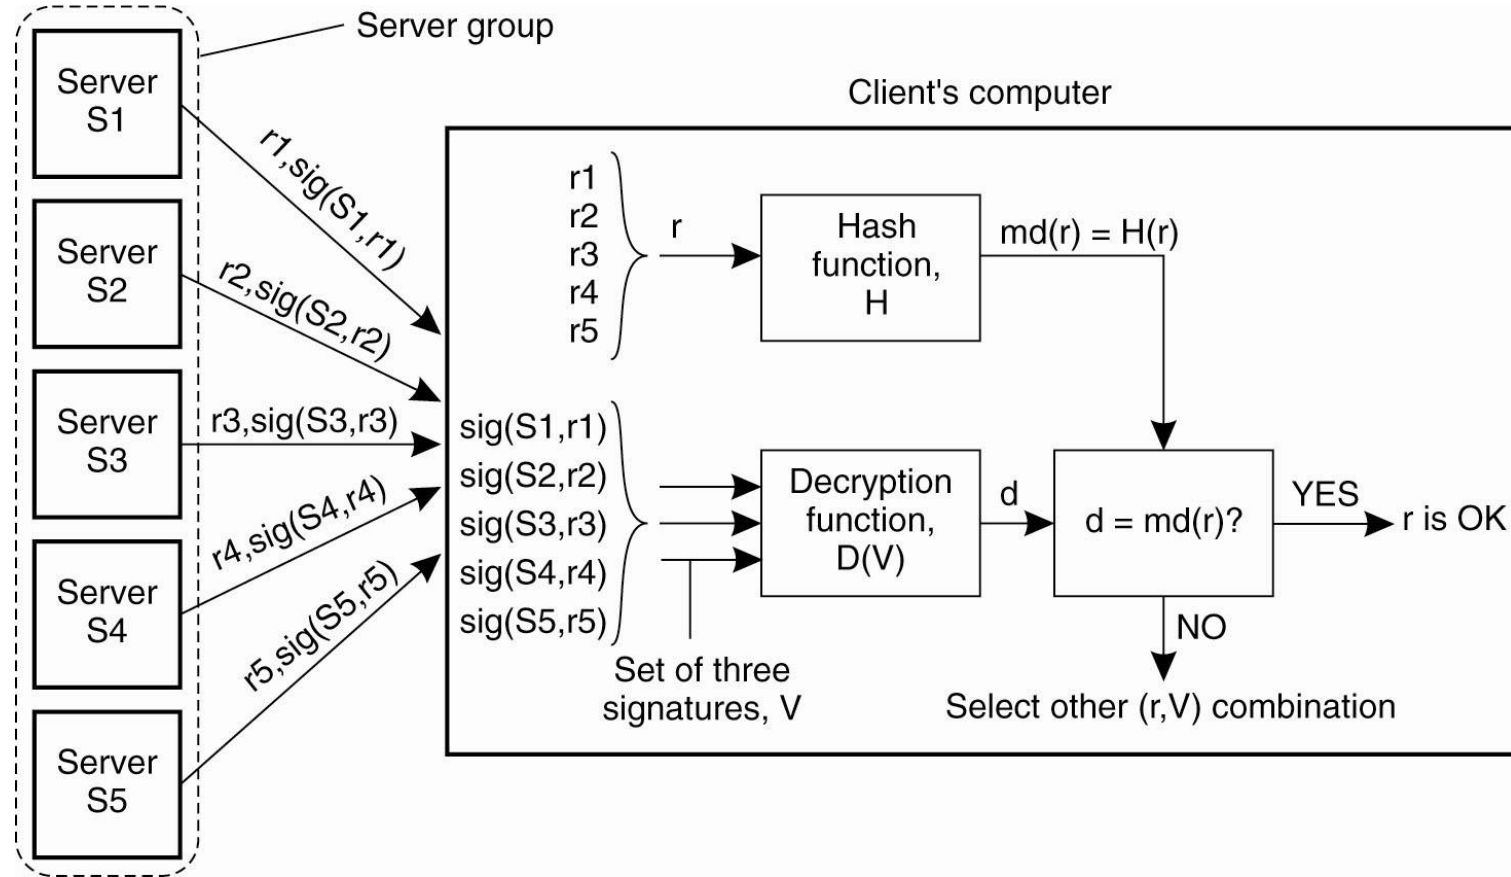 Server group
Server
S1
Server
S2
Server
S3
Server
S4
Server
S5
r1,sig(S1,r1)
r2,sig(S2,r2)
r3,sig(S3,r3)
r4,sig(S4,r4)
r5,sig(S5,r5)
Client's computer
r1
r2
r3
r4
r5
r
Hash
function,
H
md(r) = H(r)
sig(S1,r1)
sig(S2,r2)
sig(S3,r3)
sig(S4,r4)
sig(S5,r5)
Set of three
signatures, V
Decryption
function,
D(V)
d
d = md(r)?
YES
r is OK
NO
Select other (r,V) combination